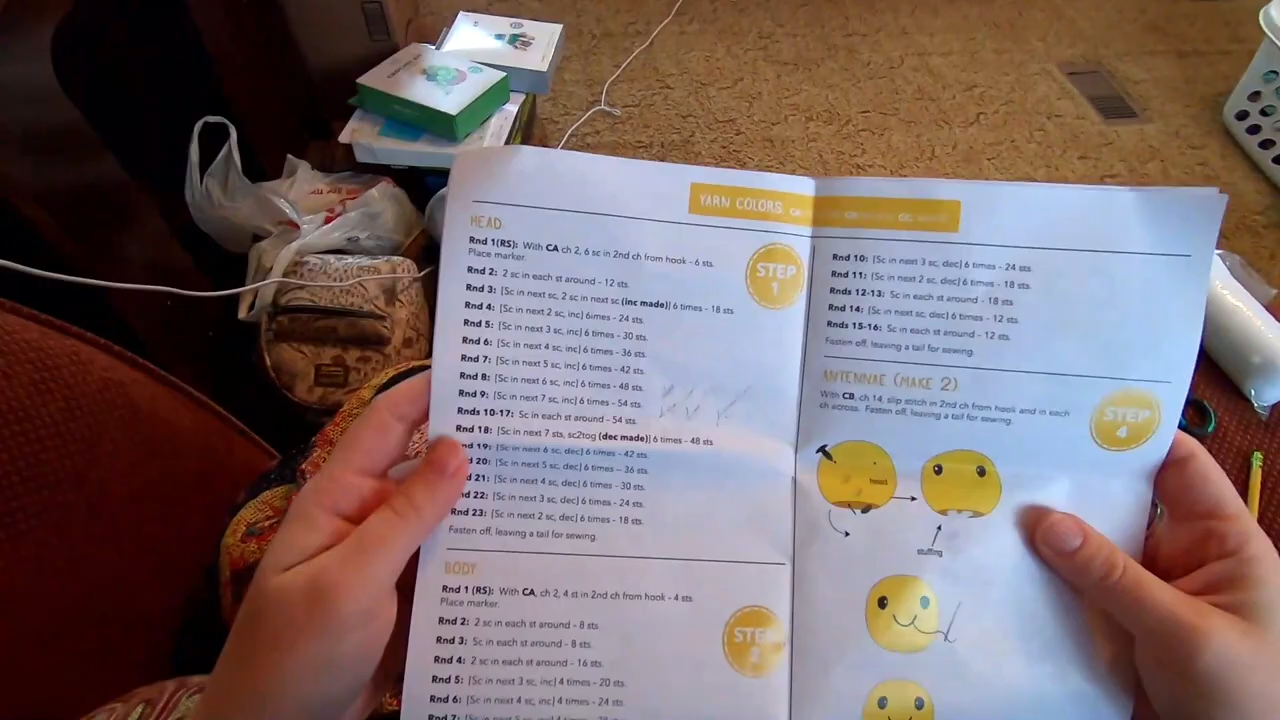 YARN COLORS:
HEAD
Rnd 1(RS): With CA ch 2, 6 sc in 2nd ch from hook - 6 sts.
Place marker.
Rnd 2: 2 sc in each st around - 12 sts.
Rnd 3: [Sc in next sc, 2 sc in next sc (inc made)] 6 times - 18 sts
Rnd 4: [Sc in next 2 sc, inc] 6times - 24 sts.
Rnd 5: [Sc in next 3 sc, inc] 6 times - 30 sts.
Rnd 6: [Sc in next 4 sc, inc] 6 times - 36 sts.
Rnd 7: [Sc in next 5 sc, inc] 6 times - 42 sts.
Rnd 8: [Sc in next 6 sc, inc] 6 times - 48 sts.
Rnd 9: [Sc in next 7 sc, inc] 6 times - 54 sts.
Rnds 10-17: Sc in each st around - 54 sts.
Rnd 18: [Sc in next 7 sts, sc2tog (dec made)] 6 times - 48 sts.
nd 19: [Sc in next 6 sc, dec] 6 times - 42 sts.
d 20: [Sc in next 5 sc, dec] 6 times - 36 sts.
d 21: [Sc in next 4 sc, dec] 6 times - 30 sts.
d 22: [Sc in next 3 sc, dec] 6 times - 24 sts.
Rnd 23: [Sc in next 2 sc, dec] 6 times - 18 sts.
Fasten off, leaving a tail for sewing.
STEP
1
BODY
Rnd 1 (RS): With CA, ch 2, 4 st in 2nd ch from hook - 4 sts.
Place marker.
Rnd 2: 2 sc in each st around - 8 sts.
Rnd 3: Sc in each st around - 8 sts.
Rnd 4: 2 sc in each st around - 16 sts.
Rnd 5: [Sc in next 3 sc, inc] 4 times - 20 sts.
Rnd 6: [Sc in next 4 sc, inc] 4 times - 24 sts.
Rnd 7:
STEP
2
Rnd 10: [Sc in next 3 sc, dec] 6 times - 24 sts.
Rnd 11: [Sc in next 2 sc, dec] 6 times - 18 sts.
Rnds 12-13: Sc in each st around - 18 sts
Rnd 14: [Sc in next sc, dec] 6 times - 12 sts.
Rnds 15-16: Sc in each st around - 12 sts.
Fasten off, leaving a tail for sewing.
ANTENNAE (MAKE 2)
With CB, ch 14, slip stitch in 2nd ch from hook and in each
ch across. Fasten off, leaving a tail for sewing.
STEP
4
head
stuffing